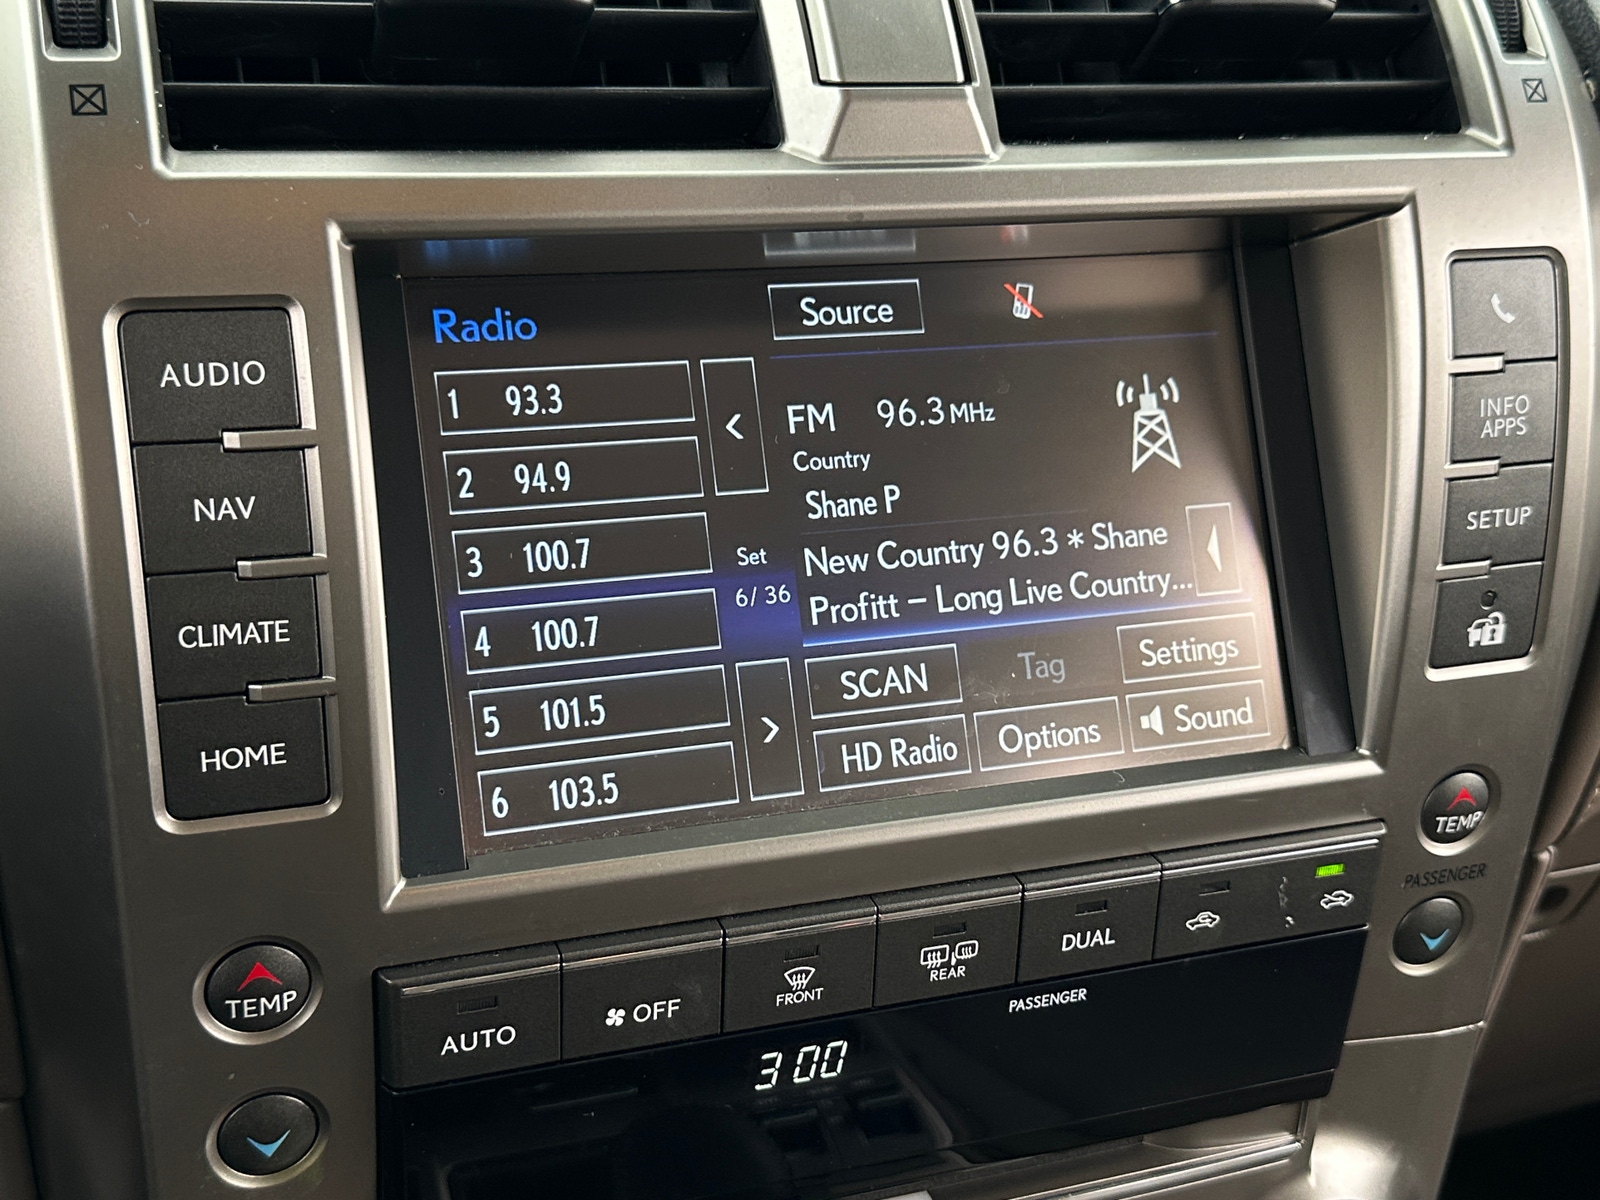 Radio
Source
1 93.3
2 94.9
3 100.7
4 100.7
5 101.5
6 103.5
<
Set
6/ 36
>
FM 96.3 MHz
Country
Shane P
New Country 96.3 * Shane
Profitt – Long Live Country...
SCAN
Tag
Settings
HD Radio
Options
Sound
AUDIO
NAV
CLIMATE
HOME
INFO
APPS
SETUP
TEMP
PASSENGER
TEMP
AUTO
OFF
FRONT
REAR
DUAL
PASSENGER
3:00